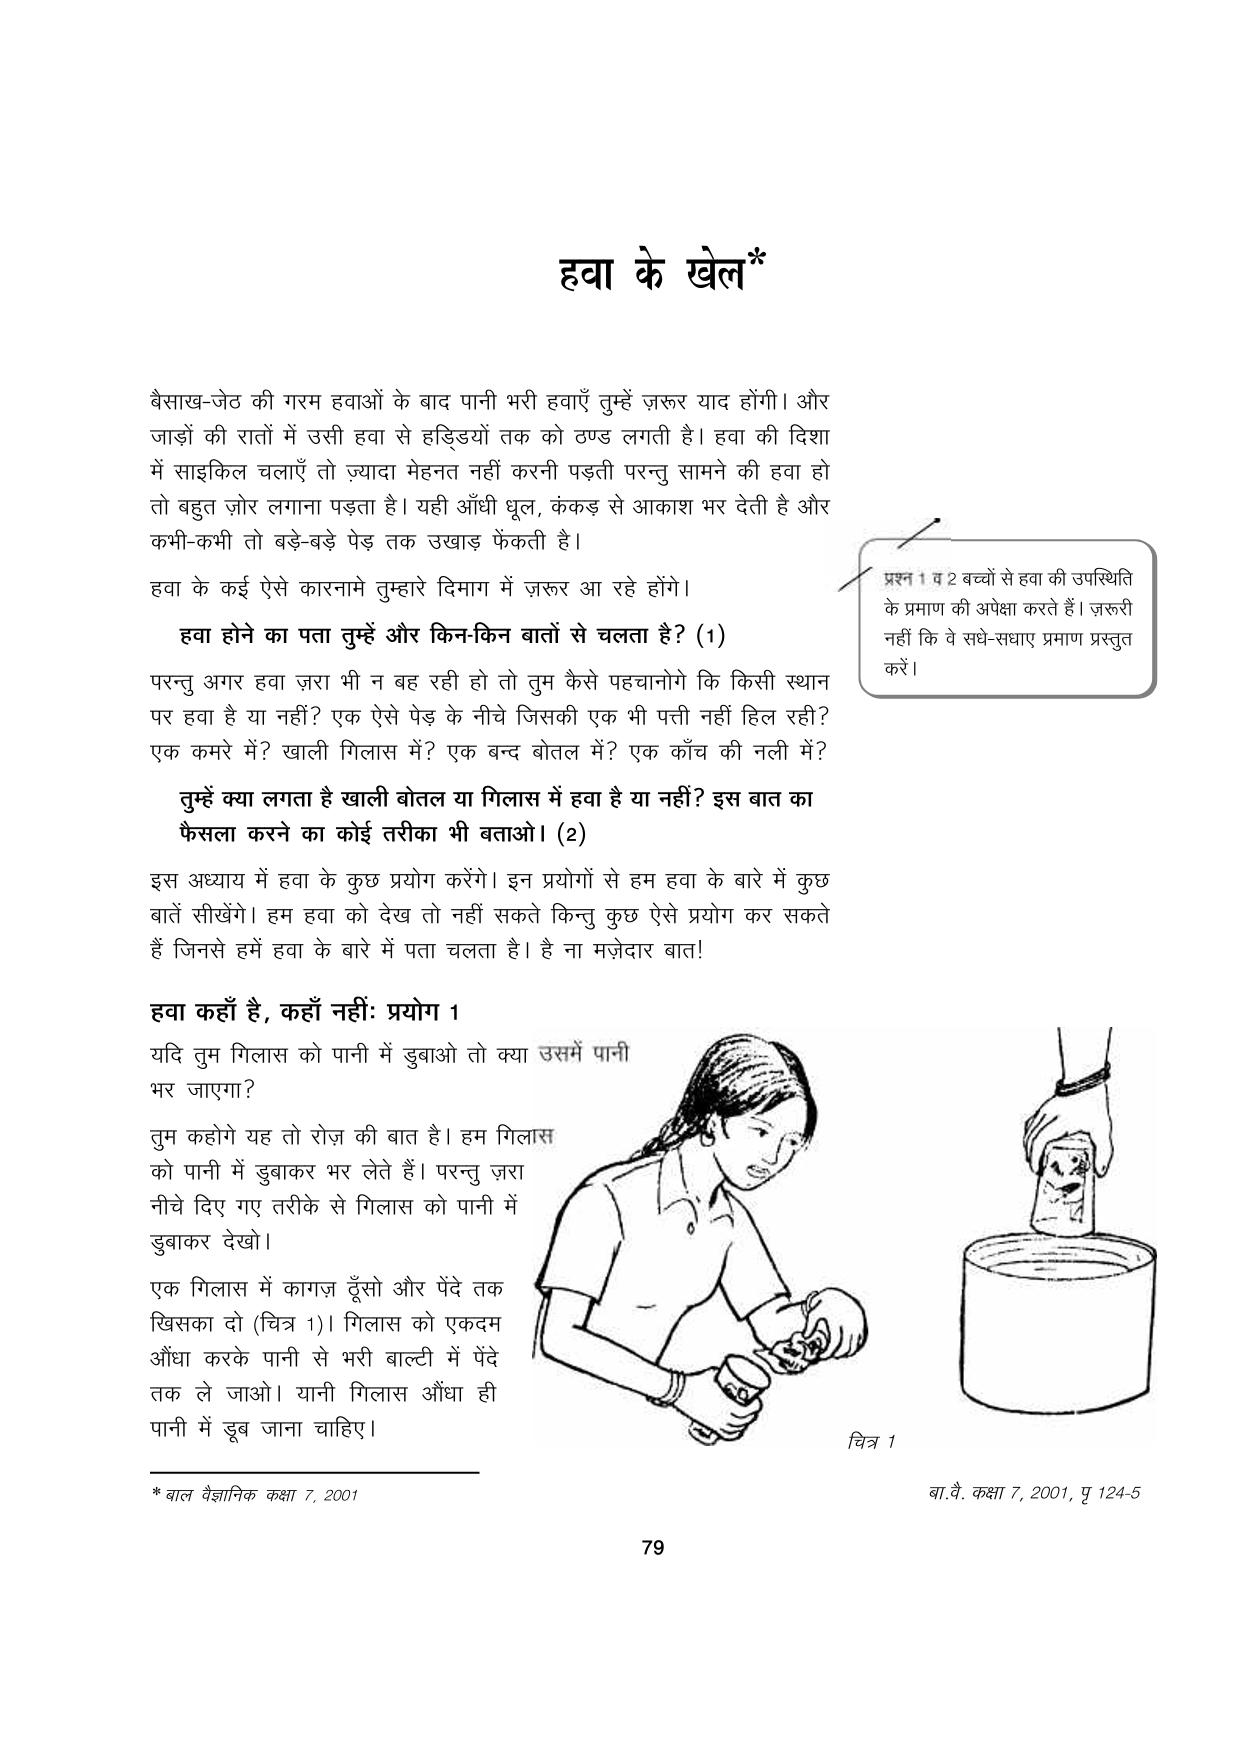 हवा के खेल*
बैसाख-जेठ की गरम हवाओं के बाद पानी भरी हवाएँ तुम्हें ज़रूर याद होंगी। और
जाड़ों की रातों में उसी हवा से हड्डियों तक को ठण्ड लगती है। हवा की दिशा
में साइकिल चलाएँ तो ज़्यादा मेहनत नहीं करनी पड़ती परन्तु सामने की हवा हो
तो बहुत ज़ोर लगाना पड़ता है। यही आँधी धूल, कंकड़ से आकाश भर देती है और
कभी-कभी तो बड़े-बड़े पेड़ तक उखाड़ फेंकती है।
हवा के कई ऐसे कारनामे तुम्हारे दिमाग में ज़रूर आ रहे होंगे।
हवा होने का पता तुम्हें और किन-किन बातों से चलता है? (1)
परन्तु अगर हवा ज़रा भी न बह रही हो तो तुम कैसे पहचानोगे कि किसी स्थान
पर हवा है या नहीं? एक ऐसे पेड़ के नीचे जिसकी एक भी पत्ती नहीं हिल रही?
एक कमरे में? खाली गिलास में? एक बन्द बोतल में? एक काँच की नली में?
तुम्हें क्या लगता है खाली बोतल या गिलास में हवा है या नहीं? इस बात का
फैसला करने का कोई तरीका भी बताओ। (2)
इस अध्याय में हवा के कुछ प्रयोग करेंगे। इन प्रयोगों से हम हवा के बारे में कुछ
बातें सीखेंगे। हम हवा को देख तो नहीं सकते किन्तु कुछ ऐसे प्रयोग कर सकते
हैं जिनसे हमें हवा के बारे में पता चलता है। है ना मज़ेदार बात!
प्रश्न 1 व 2 बच्चों से हवा की उपस्थिति
के प्रमाण की अपेक्षा करते हैं। ज़रूरी
नहीं कि वे सधे-सधाए प्रमाण प्रस्तुत
करें।
हवा कहाँ है, कहाँ नहीं: प्रयोग 1
यदि तुम गिलास को पानी में डुबाओ तो क्या उसमें पानी
भर जाएगा?
तुम कहोगे यह तो रोज़ की बात है। हम गिलास
को पानी में डुबाकर भर लेते हैं। परन्तु ज़रा
नीचे दिए गए तरीके से गिलास को पानी में
डुबाकर देखो।
एक गिलास में कागज़ ठूँसो और पेंदे तक
खिसका दो (चित्र 1)। गिलास को एकदम
औंधा करके पानी से भरी बाल्टी में पेंदे
तक ले जाओ। यानी गिलास औंधा ही
पानी में डूब जाना चाहिए।
चित्र 1
* बाल वैज्ञानिक कक्षा 7, 2001
बा.वै. कक्षा 7, 2001, पृ 124-5
79